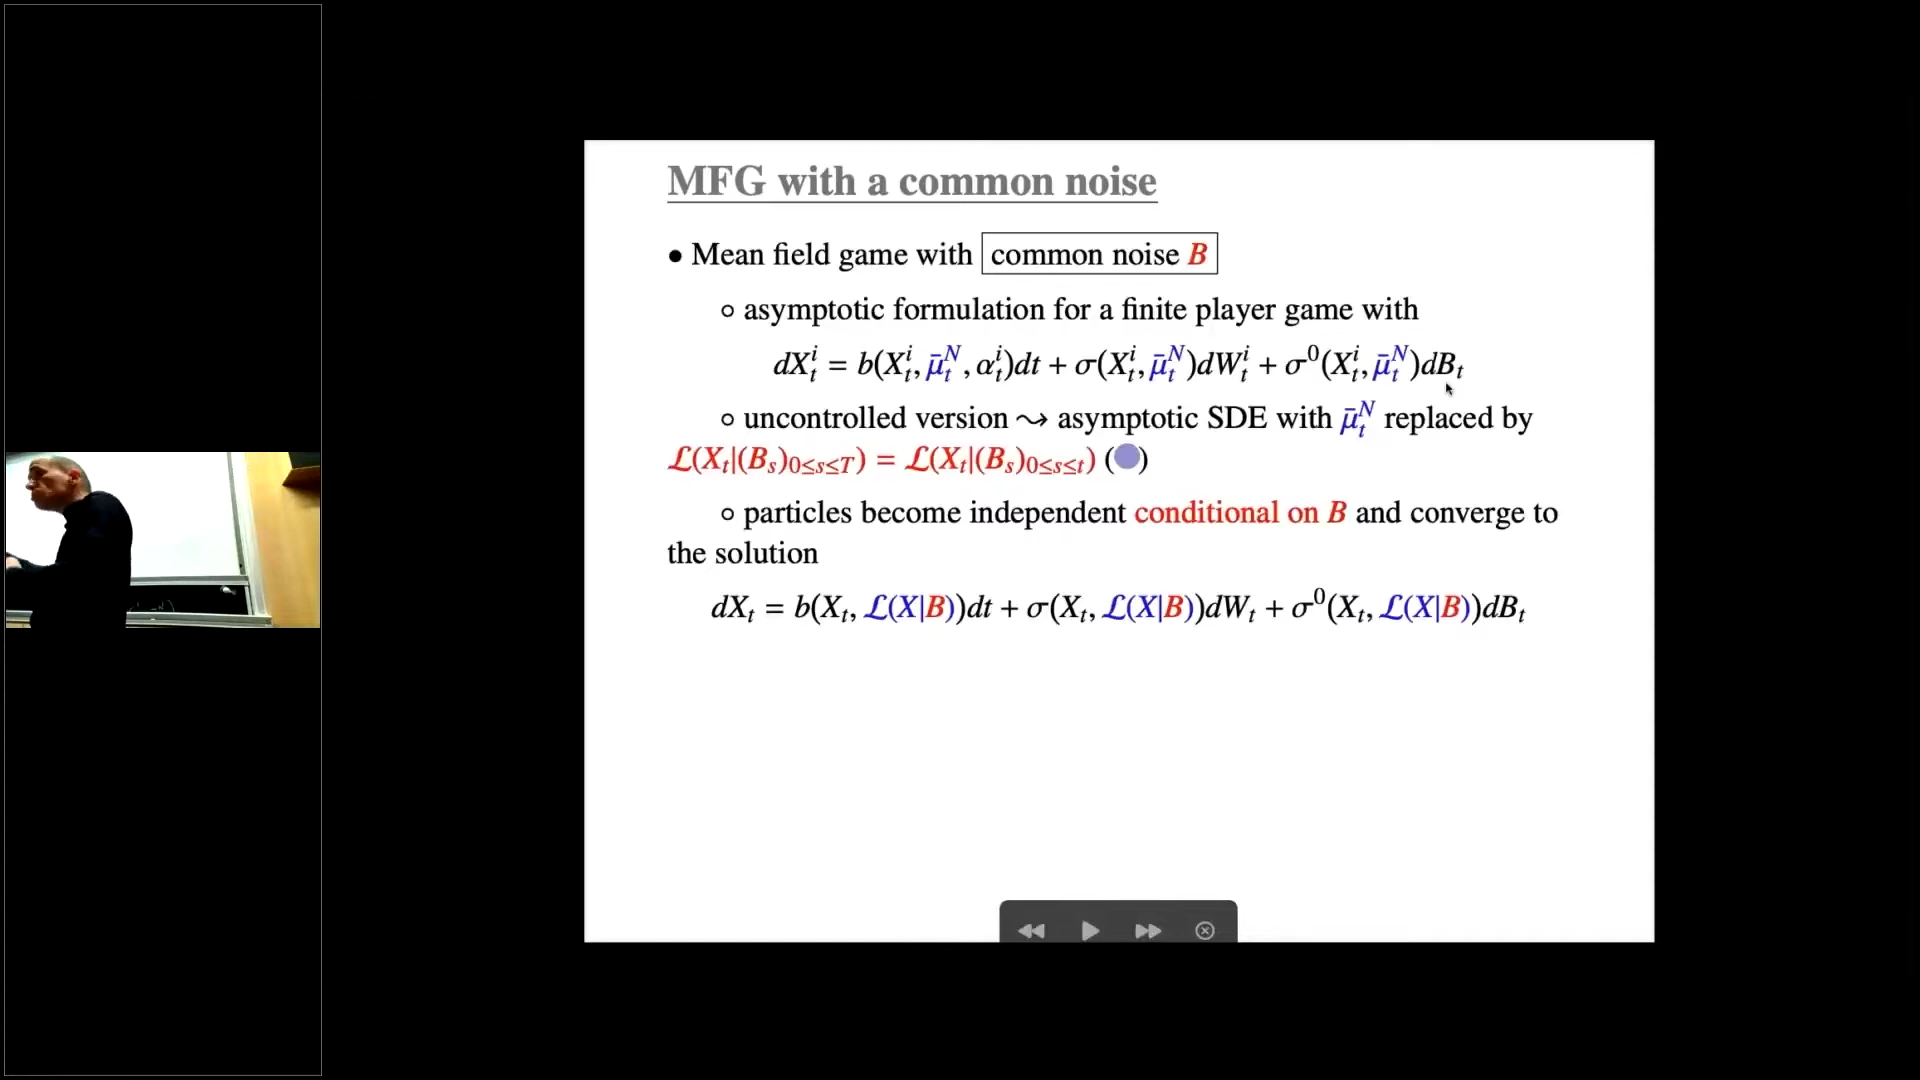 MFG with a common noise
• Mean field game with common noise B
∘ asymptotic formulation for a finite player game with
dX_t^i = b(X_t^i, μ̄_t^N, α_t^i)dt + σ(X_t^i, μ̄_t^N)dW_t^i + σ^0(X_t^i, μ̄_t^N)dB_t
∘ uncontrolled version ⤳ asymptotic SDE with μ̄_t^N replaced by
ℒ(X_t|(B_s)_{0≤s≤T}) = ℒ(X_t|(B_s)_{0≤s≤t}) (●)
∘ particles become independent conditional on B and converge to
the solution
dX_t = b(X_t, ℒ(X|B))dt + σ(X_t, ℒ(X|B))dW_t + σ^0(X_t, ℒ(X|B))dB_t